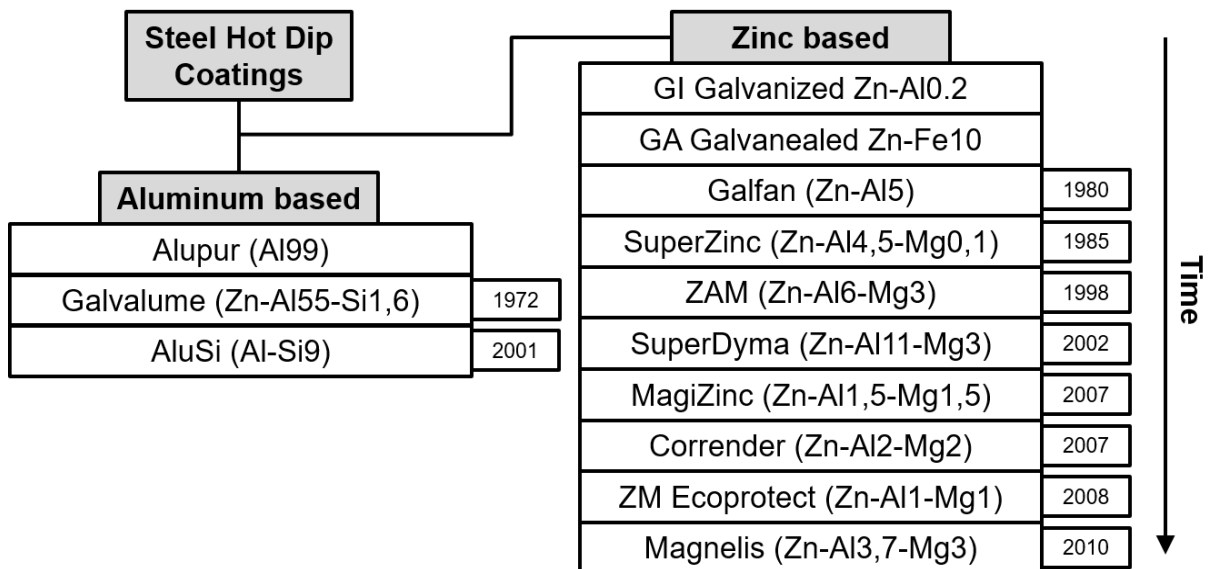 Steel Hot Dip
Coatings
Aluminum based
Alupur (Al99)
Galvalume (Zn-Al55-Si1,6) 1972
AluSi (Al-Si9) 2001
Zinc based
GI Galvanized Zn-Al0.2
GA Galvanealed Zn-Fe10
Galfan (Zn-Al5) 1980
SuperZinc (Zn-Al4,5-Mg0,1) 1985
ZAM (Zn-Al6-Mg3) 1998
SuperDyma (Zn-Al11-Mg3) 2002
MagiZinc (Zn-Al1,5-Mg1,5) 2007
Corrender (Zn-Al2-Mg2) 2007
ZM Ecoprotect (Zn-Al1-Mg1) 2008
Magnelis (Zn-Al3,7-Mg3) 2010
Time